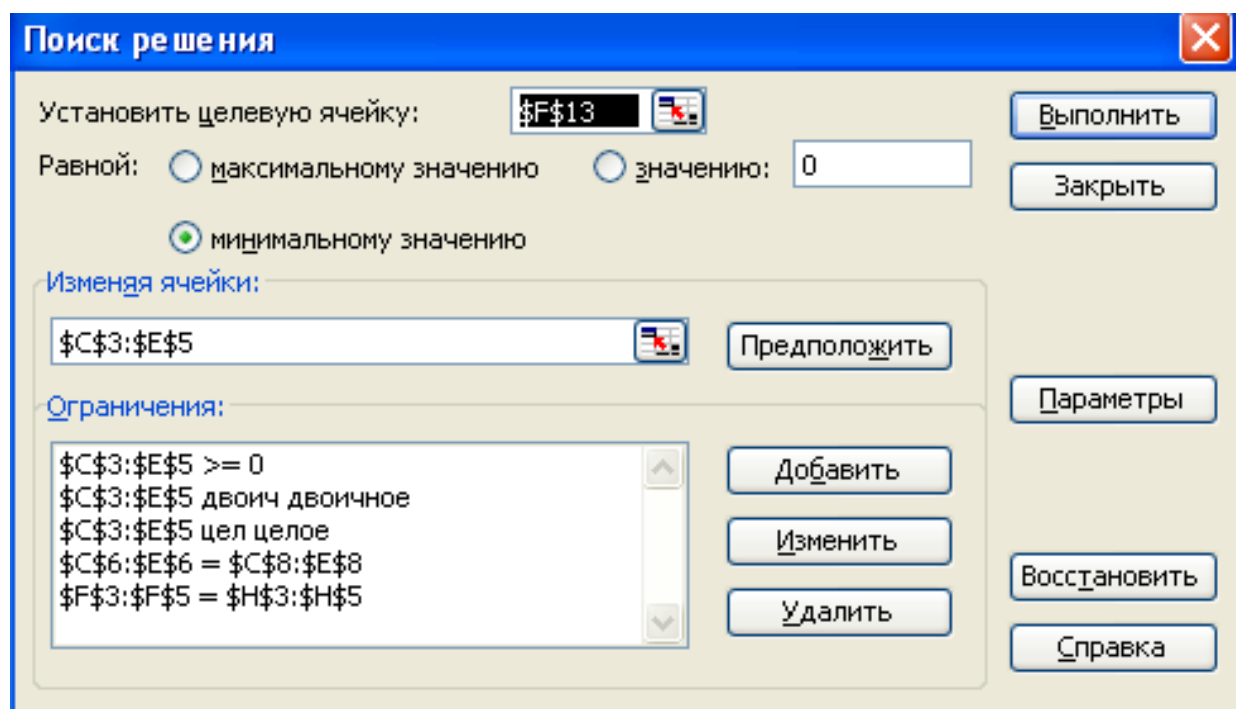 Поиск решения
Установить целевую ячейку: $F$13
Выполнить
Равной: максимальному значению значению: 0
Закрыть
минимальному значению
Изменяя ячейки:
$C$3:$E$5
Предположить
Параметры
Ограничения:
$C$3:$E$5 >= 0
$C$3:$E$5 двоич двоичное
$C$3:$E$5 цел целое
$C$6:$E$6 = $C$8:$E$8
$F$3:$F$5 = $H$3:$H$5
Добавить
Изменить
Удалить
Восстановить
Справка